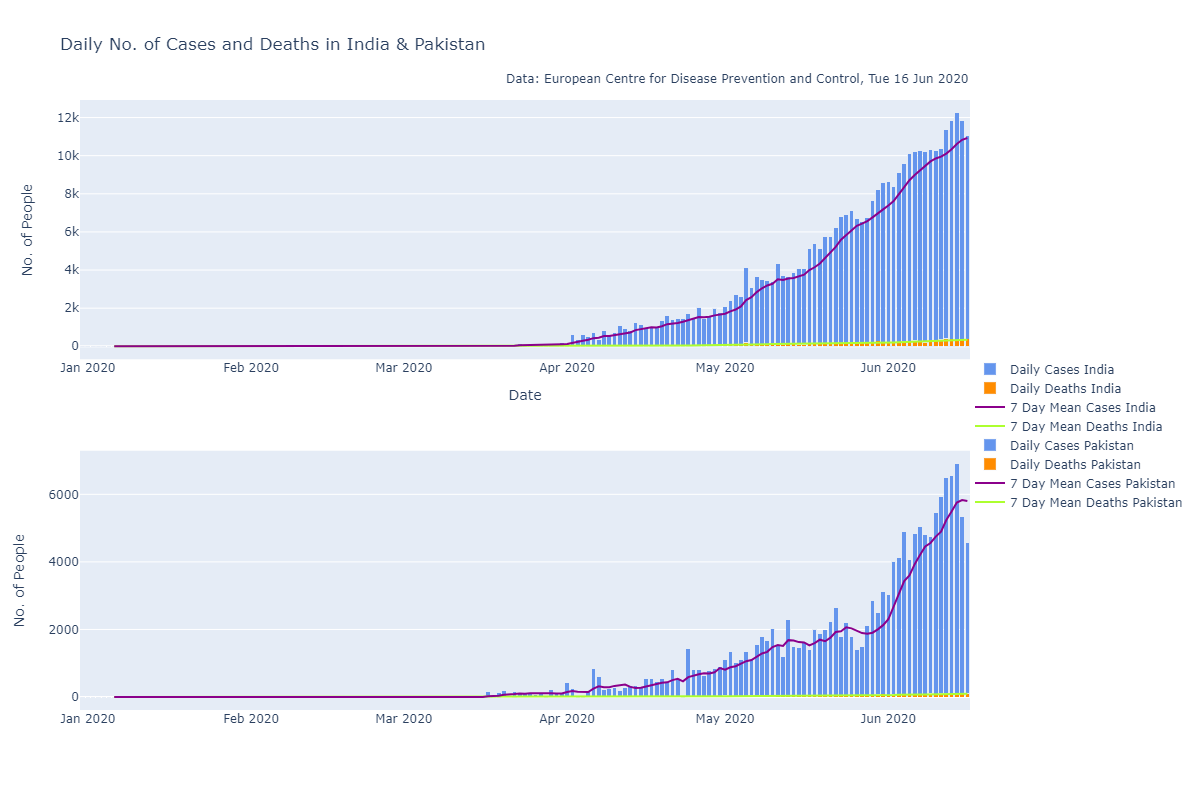 Daily No. of Cases and Deaths in India & Pakistan
Data: European Centre for Disease Prevention and Control, Tue 16 Jun 2020
12k
10k
8k
6k
4k
2k
0
No. of People
Jan 2020 Feb 2020 Mar 2020 Apr 2020 May 2020 Jun 2020
Date
Daily Cases India
Daily Deaths India
7 Day Mean Cases India
7 Day Mean Deaths India
Daily Cases Pakistan
Daily Deaths Pakistan
7 Day Mean Cases Pakistan
7 Day Mean Deaths Pakistan
6000
4000
2000
0
No. of People
Jan 2020 Feb 2020 Mar 2020 Apr 2020 May 2020 Jun 2020